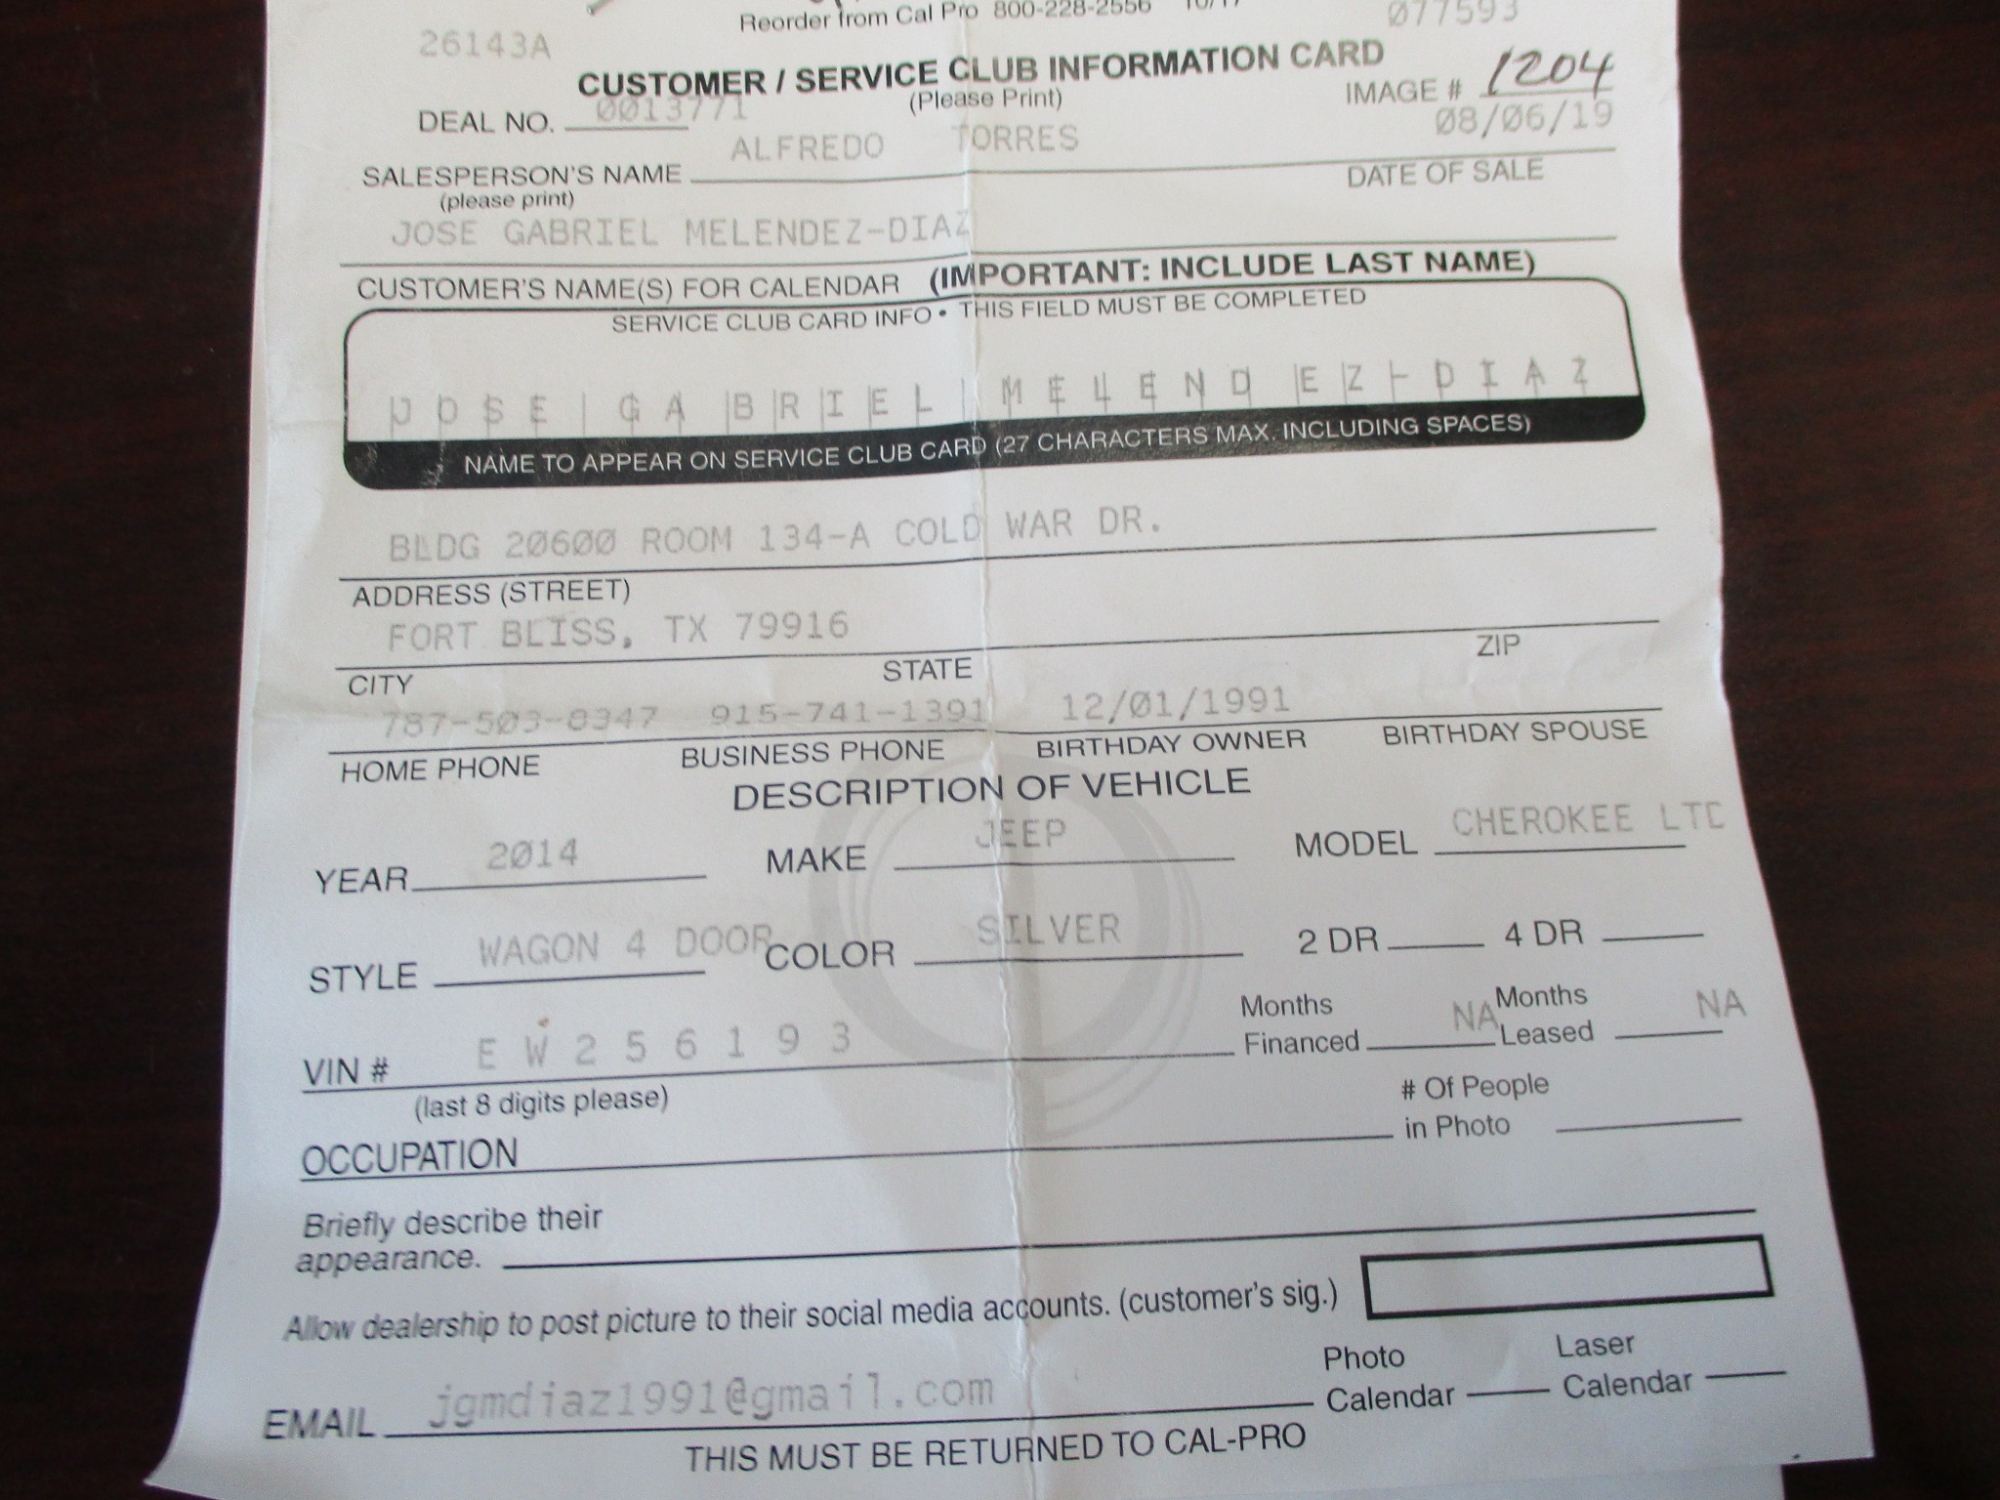 Reorder from Cal Pro 800-228-2556 10/17
26143A 077593
CUSTOMER / SERVICE CLUB INFORMATION CARD
(Please Print)
IMAGE # 1204
DEAL NO. 0013771
08/06/19
ALFREDO TORRES
SALESPERSON'S NAME DATE OF SALE
(please print)
JOSE GABRIEL MELENDEZ-DIAZ
CUSTOMER'S NAME(S) FOR CALENDAR (IMPORTANT: INCLUDE LAST NAME)
SERVICE CLUB CARD INFO • THIS FIELD MUST BE COMPLETED
JOSE GABRIEL MELENDEZ-DIAZ
NAME TO APPEAR ON SERVICE CLUB CARD (27 CHARACTERS MAX. INCLUDING SPACES)
BLDG 20600 ROOM 134-A COLD WAR DR.
ADDRESS (STREET)
FORT BLISS, TX 79916
CITY STATE ZIP
787-503-8347 915-741-1391 12/01/1991
HOME PHONE BUSINESS PHONE BIRTHDAY OWNER BIRTHDAY SPOUSE
DESCRIPTION OF VEHICLE
YEAR 2014 MAKE JEEP MODEL CHEROKEE LTD
STYLE WAGON 4 DOOR COLOR SILVER 2 DR 4 DR
VIN # E W 2 5 6 1 9 3 Months Financed NA Months Leased NA
(last 8 digits please)
OCCUPATION # Of People in Photo
Briefly describe their
appearance.
Allow dealership to post picture to their social media accounts. (customer's sig.)
EMAIL jgmdiaz1991@gmail.com Photo Calendar Laser Calendar
THIS MUST BE RETURNED TO CAL-PRO